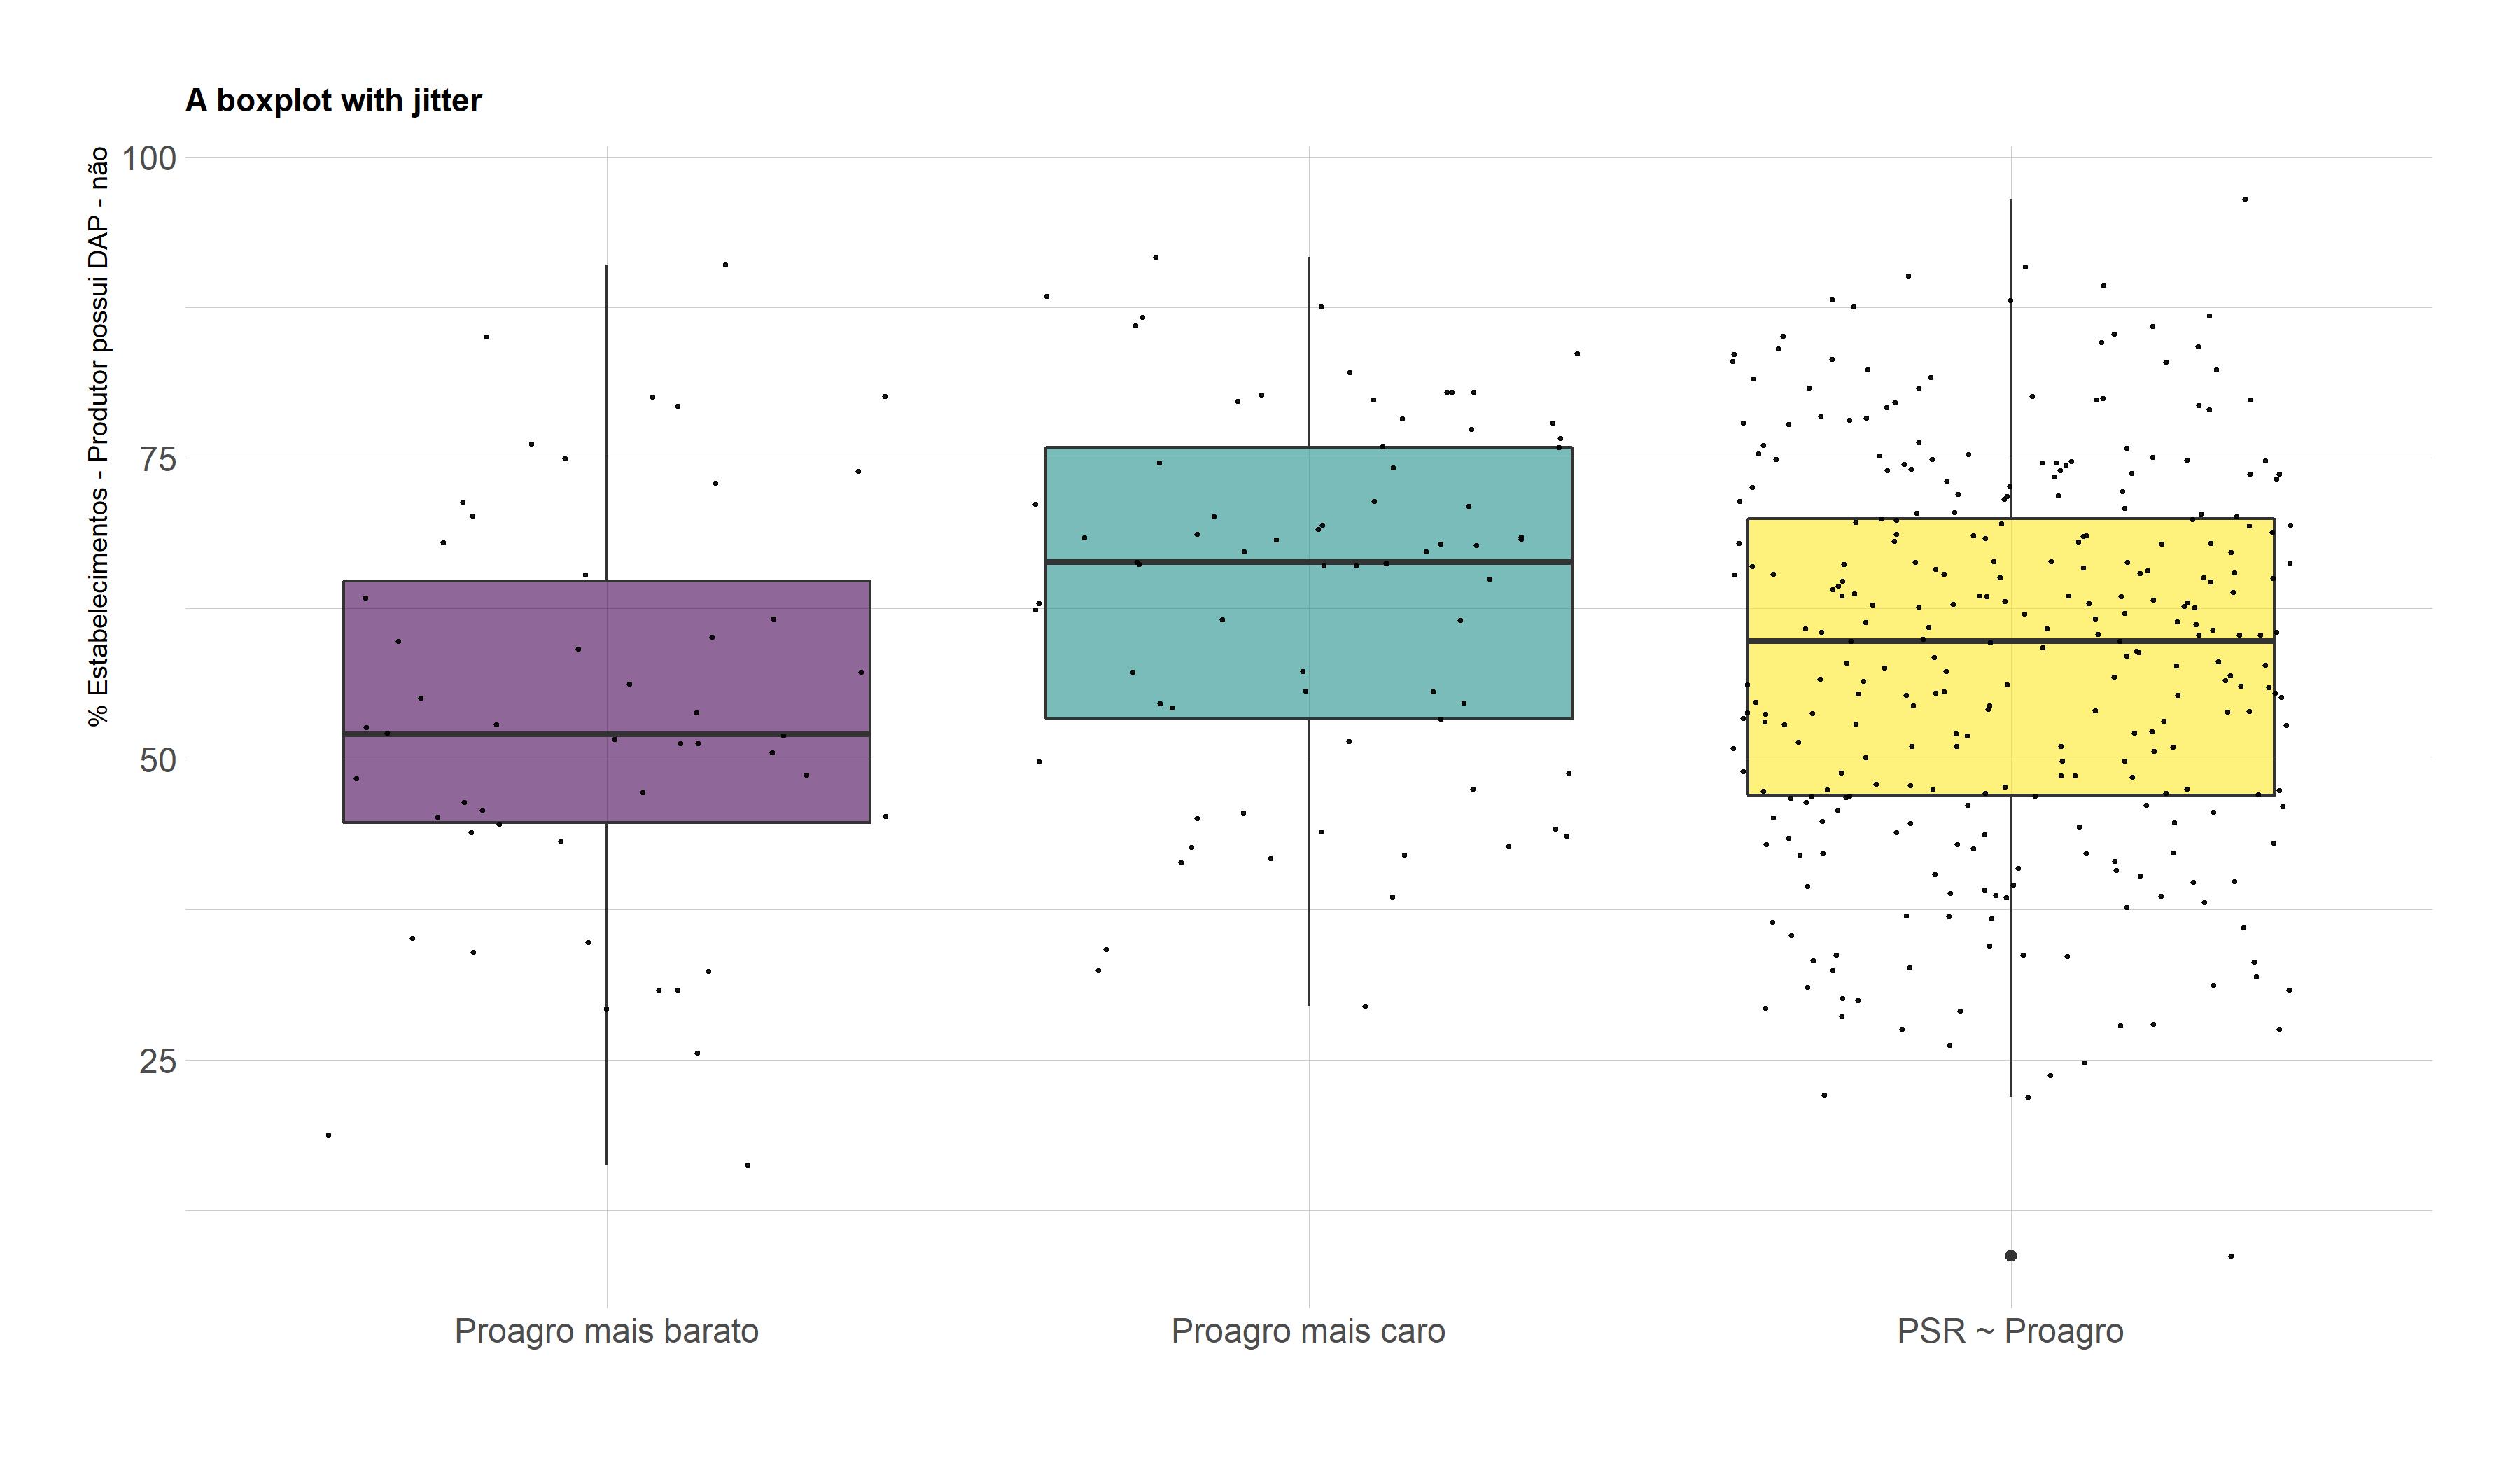 A boxplot with jitter
% Estabelecimentos - Produtor possui DAP - não
100
75
50
25
Proagro mais barato
Proagro mais caro
PSR ~ Proagro